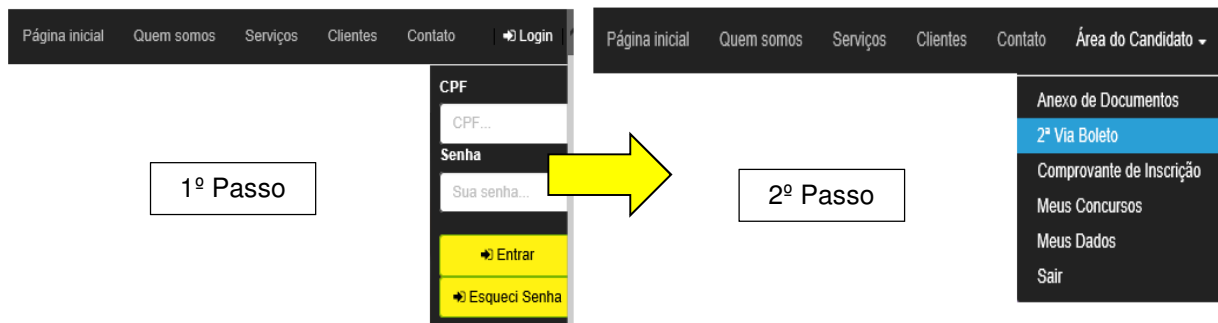 Página inicial Quem somos Serviços Clientes Contato Login
CPF
CPF...
Senha
Sua senha...
Entrar
Esqueci Senha
1º Passo
Página inicial Quem somos Serviços Clientes Contato Área do Candidato
Anexo de Documentos
2ª Via Boleto
Comprovante de Inscrição
Meus Concursos
Meus Dados
Sair
2º Passo